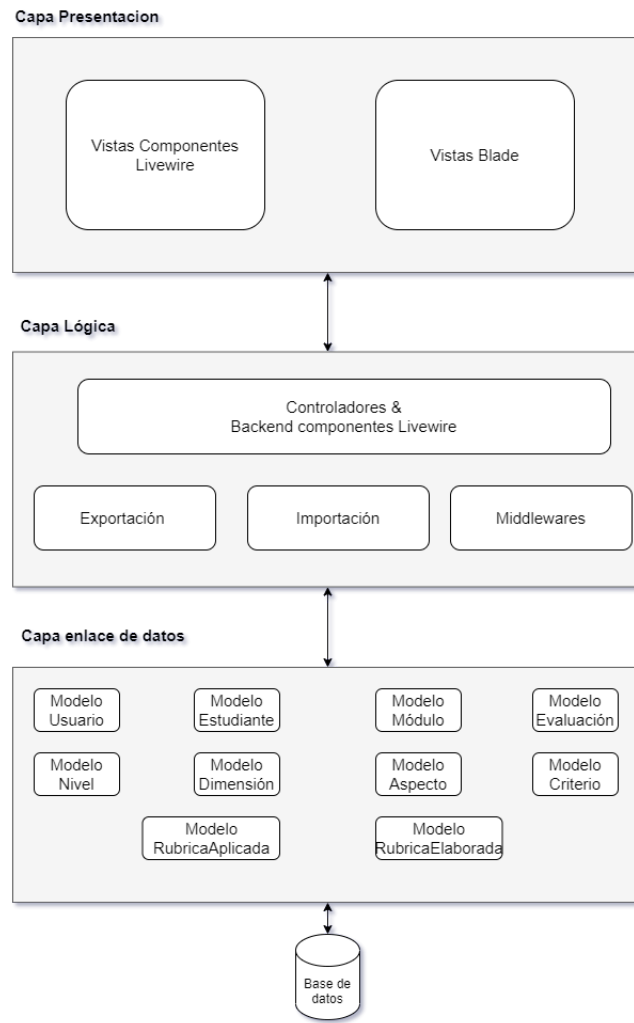 Capa Presentacion
Vistas Componentes
Livewire
Vistas Blade
Capa Lógica
Controladores &
Backend componentes Livewire
Exportación
Importación
Middlewares
Capa enlace de datos
Modelo
Usuario
Modelo
Estudiante
Modelo
Módulo
Modelo
Evaluación
Modelo
Nivel
Modelo
Dimensión
Modelo
Aspecto
Modelo
Criterio
Modelo
RubricaAplicada
Modelo
RubricaElaborada
Base de
datos